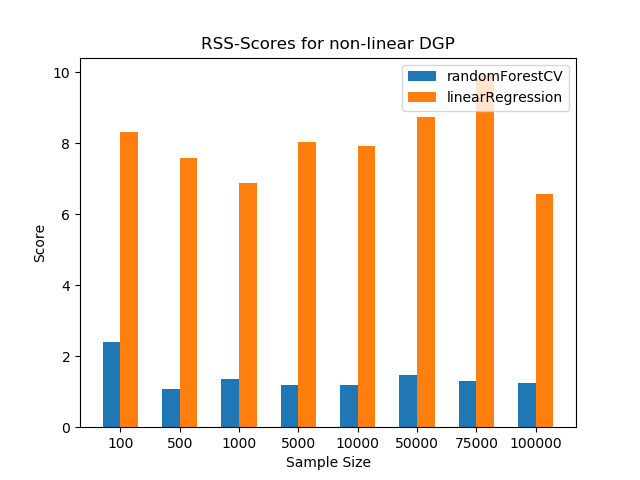 RSS-Scores for non-linear DGP
randomForestCV
linearRegression
10
8
6
4
2
0
Score
100 500 1000 5000 10000 50000 75000 100000
Sample Size